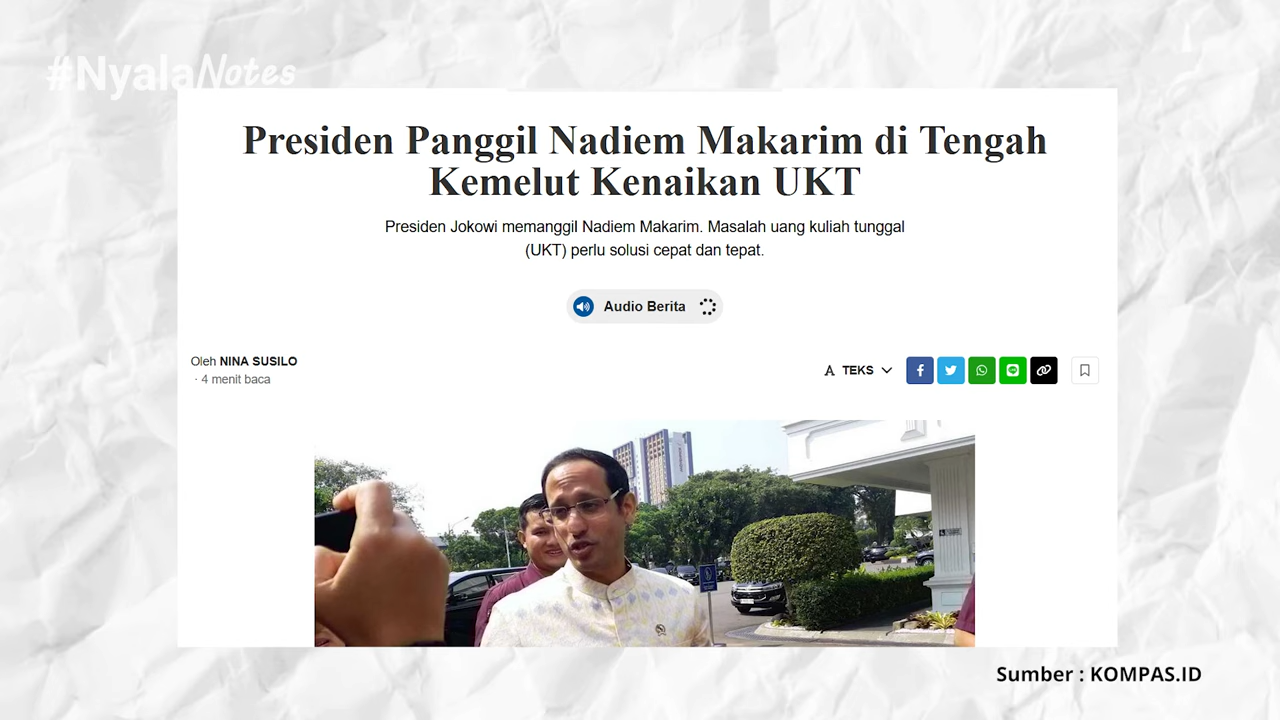 #NyalaNotes
Presiden Panggil Nadiem Makarim di Tengah
Kemelut Kenaikan UKT
Presiden Jokowi memanggil Nadiem Makarim. Masalah uang kuliah tunggal
(UKT) perlu solusi cepat dan tepat.
Audio Berita
Oleh NINA SUSILO
· 4 menit baca
A TEKS
Sumber : KOMPAS.ID